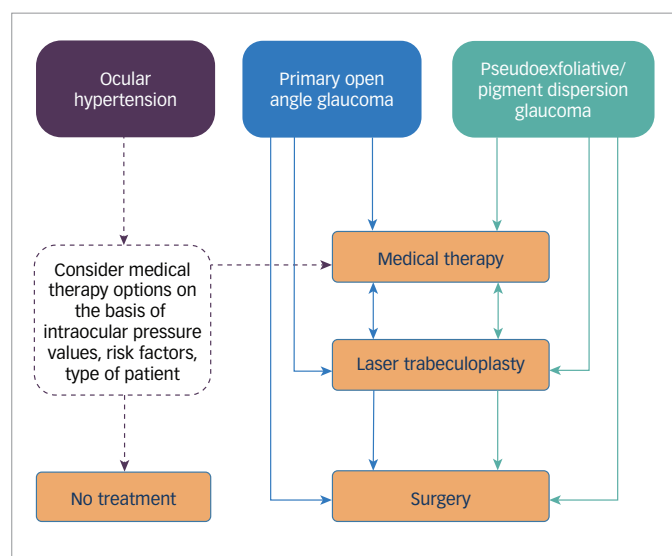 Ocular
hypertension
Primary open
angle glaucoma
Pseudoexfoliative/
pigment dispersion
glaucoma
Consider medical
therapy options on
the basis of
intraocular pressure
values, risk factors,
type of patient
Medical therapy
Laser trabeculoplasty
No treatment
Surgery